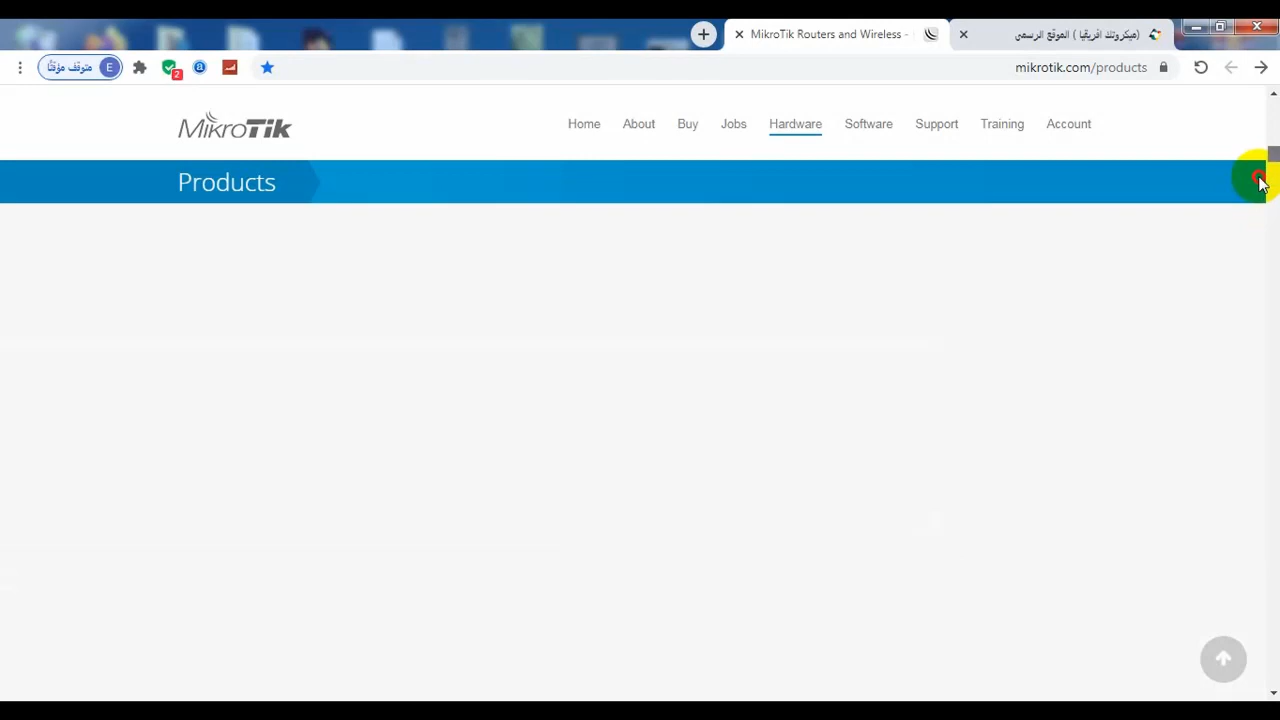 MikroTik Routers and Wireless -
(ميكروتك افريقيا ) الموقع الرسمي
متوقف مؤقتًا E
2
mikrotik.com/products
MikroTik
Home About Buy Jobs Hardware Software Support Training Account
Products